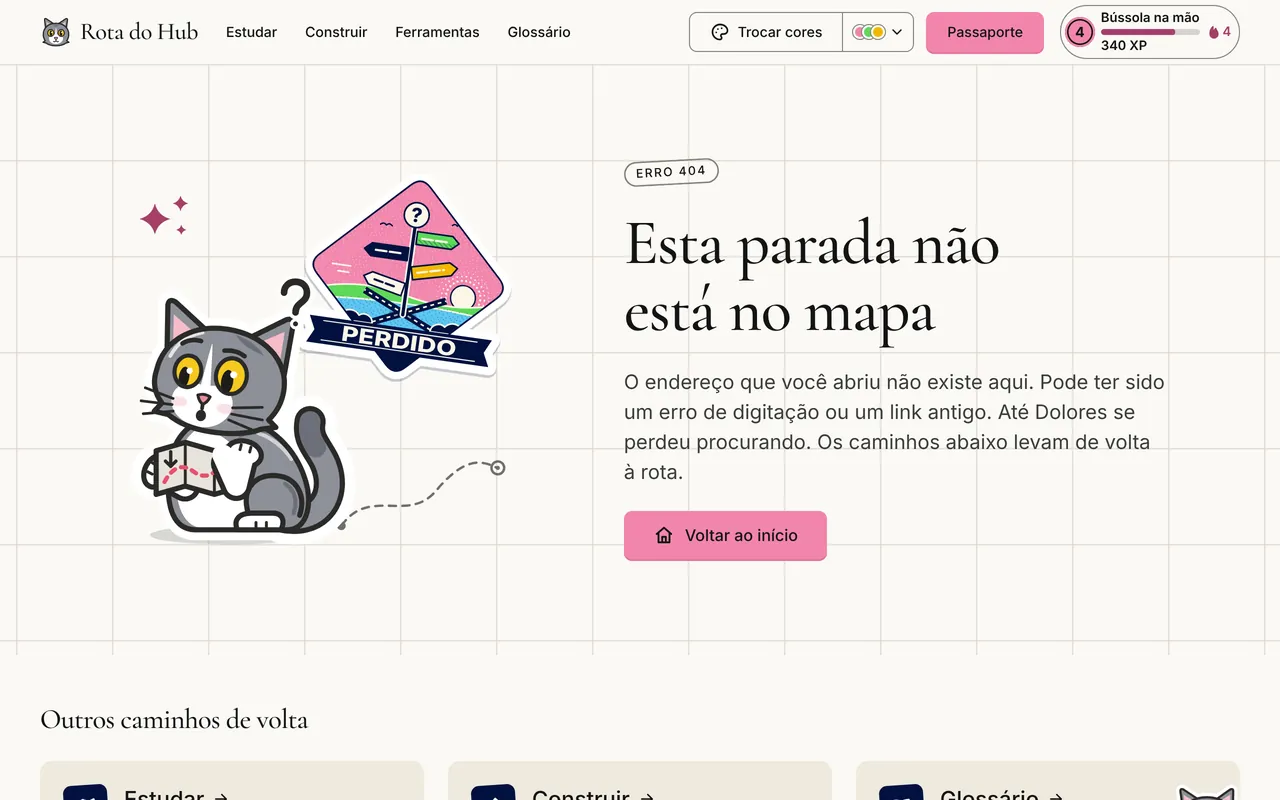 Rota do Hub
Estudar
Construir
Ferramentas
Glossário
Trocar cores
Passaporte
4
Bússola na mão
340 XP
4
ERRO 404
?
?
PERDIDO
Esta parada não
está no mapa
O endereço que você abriu não existe aqui. Pode ter sido
um erro de digitação ou um link antigo. Até Dolores se
perdeu procurando. Os caminhos abaixo levam de volta
à rota.
Voltar ao início
Outros caminhos de volta
Estudar →
Construir →
Glossário →